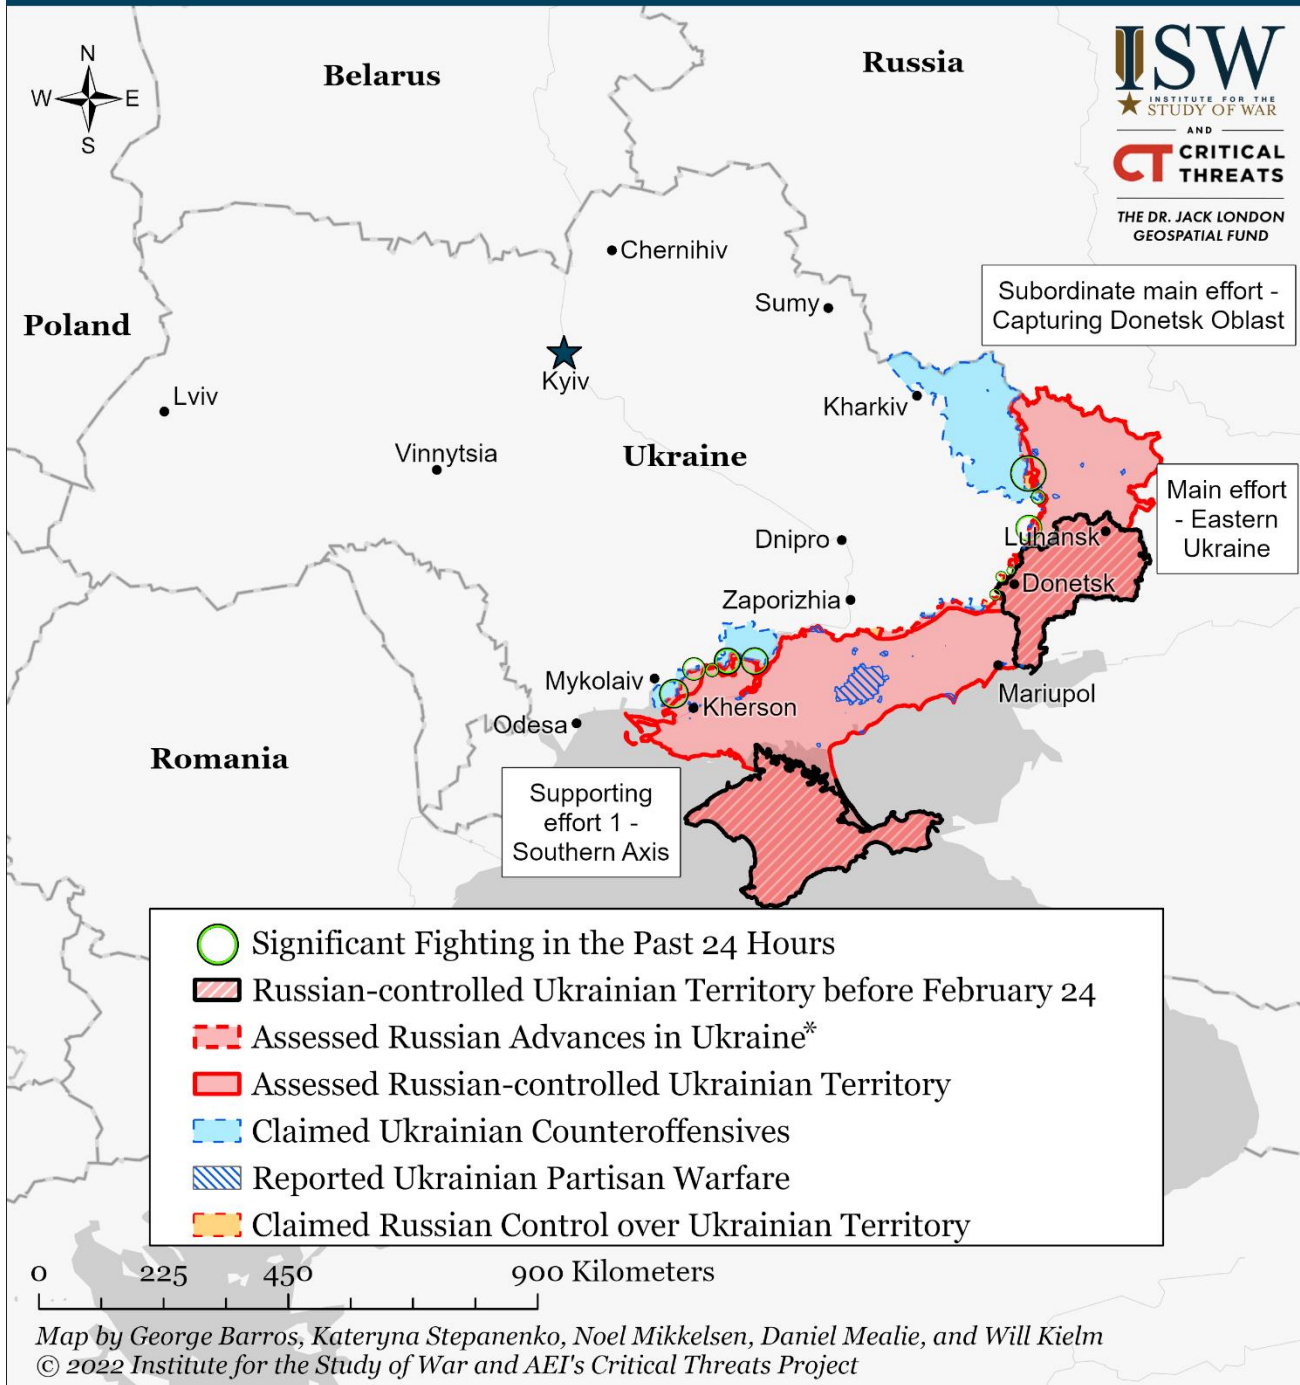 N
W E
S
Belarus
Russia
ISW
INSTITUTE FOR THE
STUDY OF WAR
AND
CT CRITICAL
THREATS
THE DR. JACK LONDON
GEOSPATIAL FUND
Chernihiv
Sumy
Subordinate main effort -
Capturing Donetsk Oblast
Poland
Kyiv
Lviv
Kharkiv
Vinnytsia
Ukraine
Main effort
- Eastern
Ukraine
Dnipro
Luhansk
Donetsk
Zaporizhia
Mykolaiv
Mariupol
Kherson
Odesa
Romania
Supporting
effort 1 -
Southern Axis
Significant Fighting in the Past 24 Hours
Russian-controlled Ukrainian Territory before February 24
Assessed Russian Advances in Ukraine*
Assessed Russian-controlled Ukrainian Territory
Claimed Ukrainian Counteroffensives
Reported Ukrainian Partisan Warfare
Claimed Russian Control over Ukrainian Territory
0 225 450 900 Kilometers
Map by George Barros, Kateryna Stepanenko, Noel Mikkelsen, Daniel Mealie, and Will Kielm
© 2022 Institute for the Study of War and AEI's Critical Threats Project